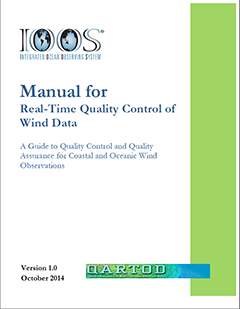 IOOS®
INTEGRATED OCEAN OBSERVING SYSTEM
Manual for
Real-Time Quality Control of
Wind Data
A Guide to Quality Control and Quality
Assurance for Coastal and Oceanic Wind
Observations
Version 1.0
October 2014
QARTOD